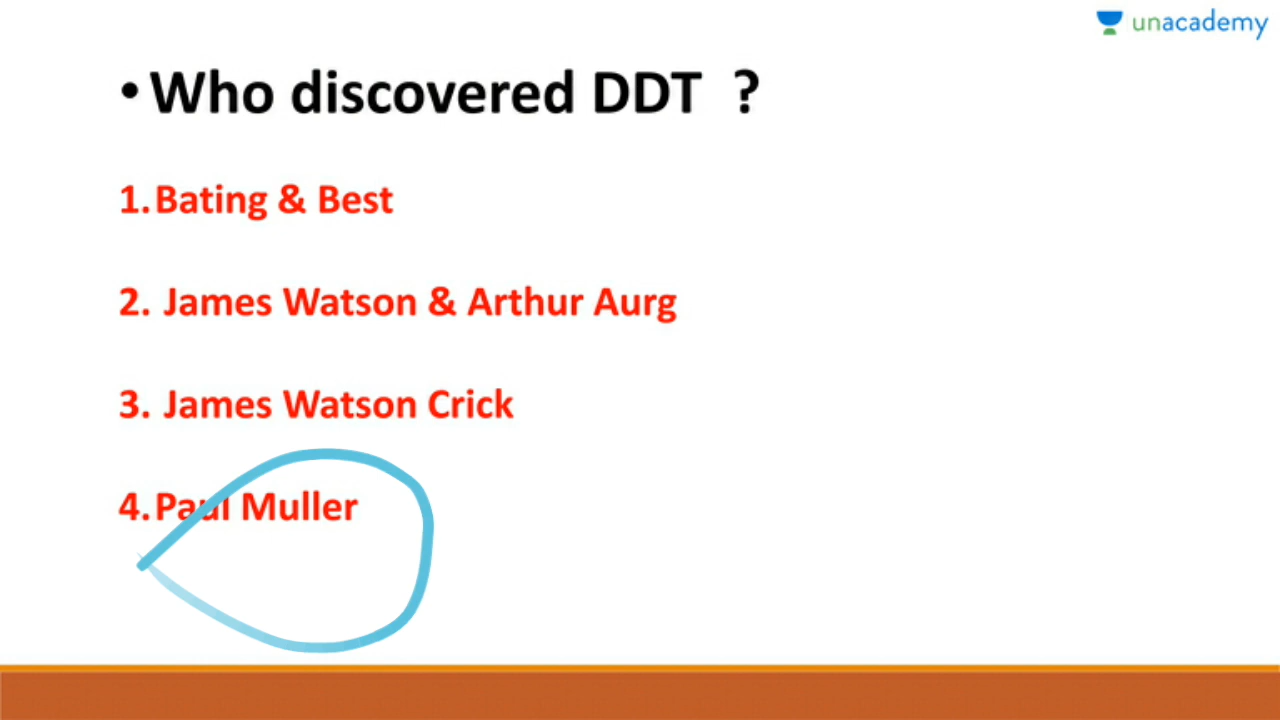 unacademy
• Who discovered DDT ?
1. Bating & Best
2. James Watson & Arthur Aurg
3. James Watson Crick
4. Paul Muller